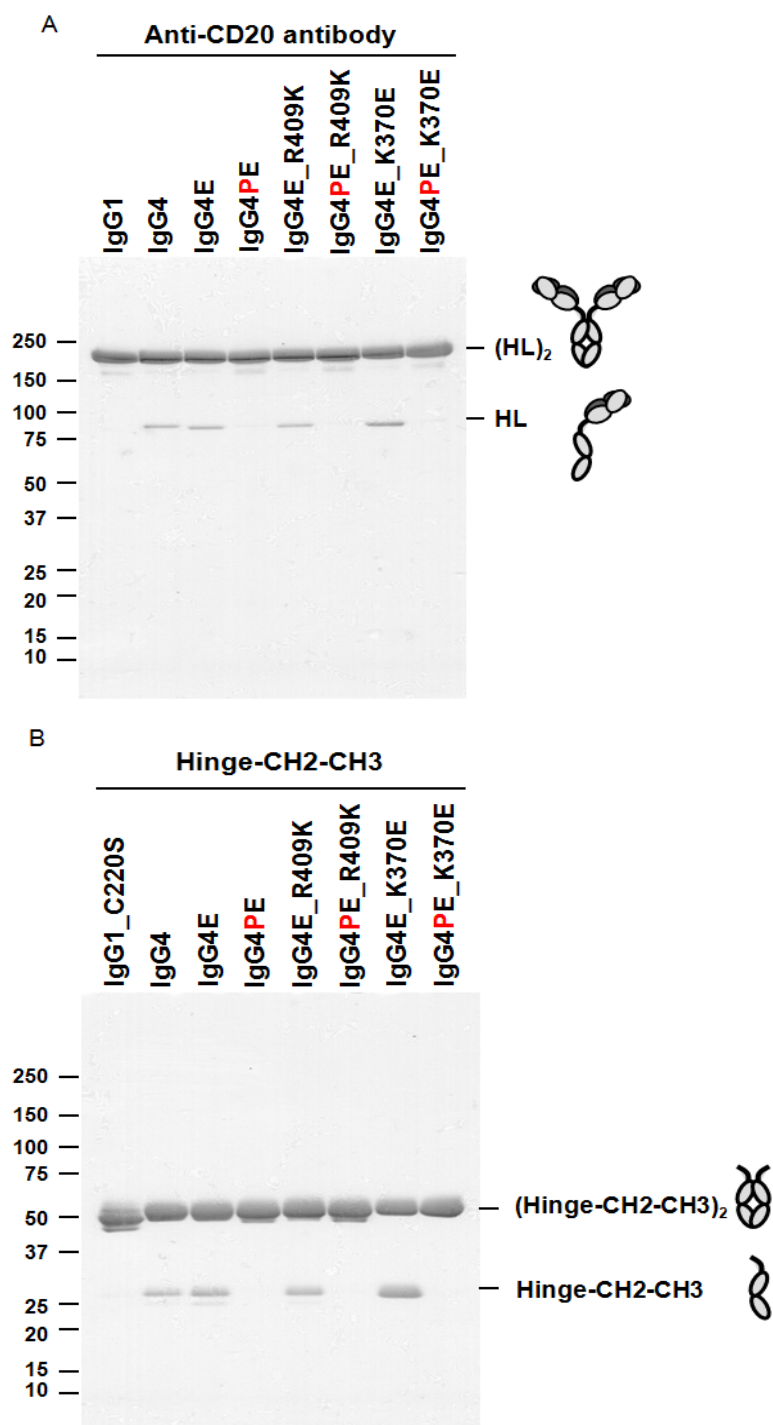 A
Anti-CD20 antibody
IgG1
IgG4
IgG4E
IgG4PE
IgG4E_R409K
IgG4PE_R409K
IgG4E_K370E
IgG4PE_K370E
250
150
100
75
50
37
25
20
15
10
(HL)2
HL
B
Hinge-CH2-CH3
IgG1_C220S
IgG4
IgG4E
IgG4PE
IgG4E_R409K
IgG4PE_R409K
IgG4E_K370E
IgG4PE_K370E
250
150
100
75
50
37
25
20
15
10
(Hinge-CH2-CH3)2
Hinge-CH2-CH3